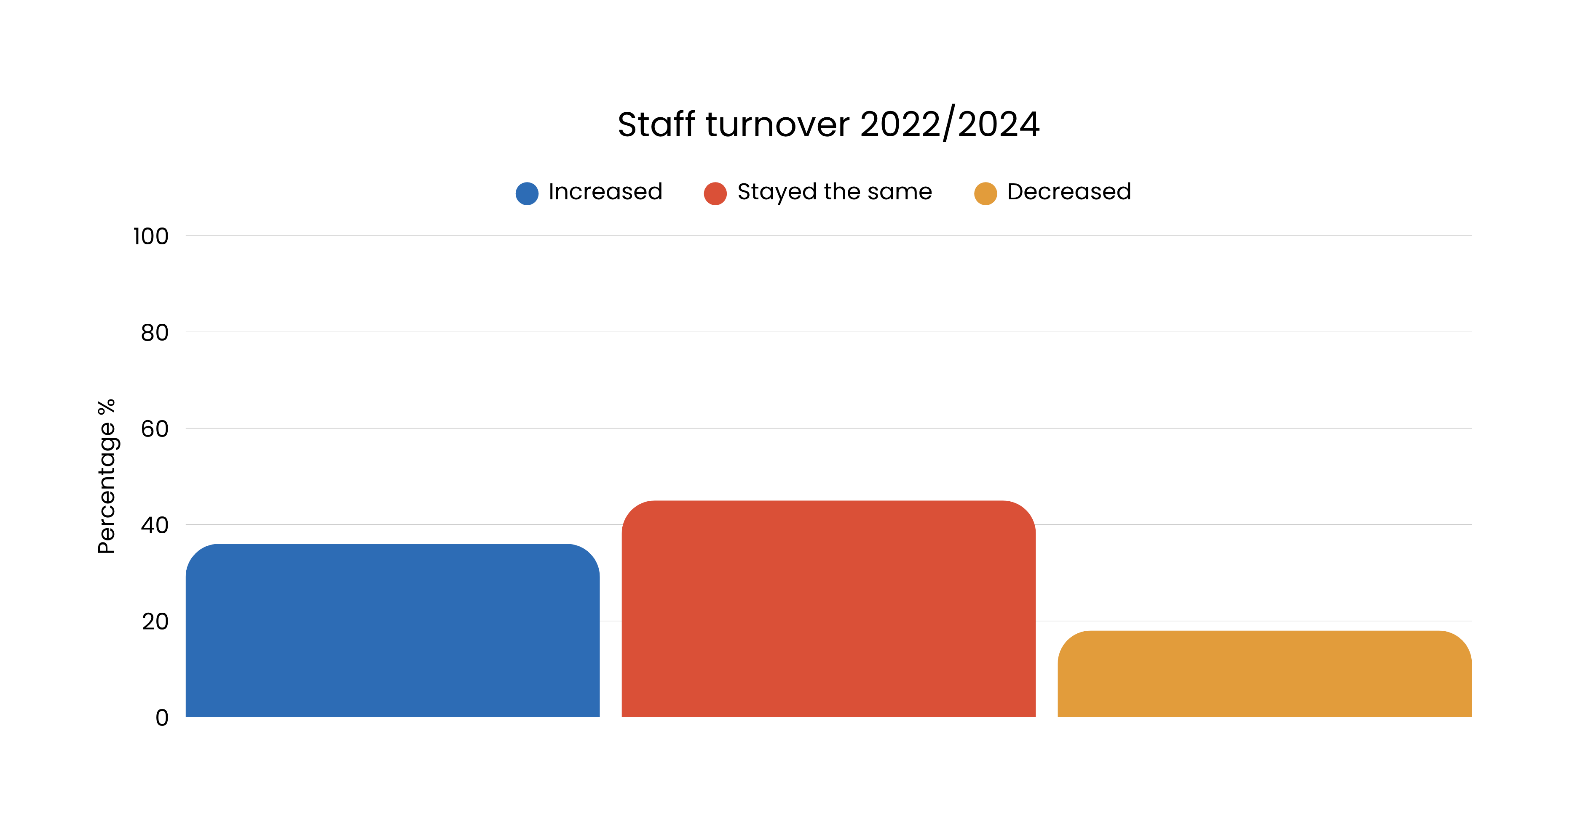 Staff turnover 2022/2024
Increased Stayed the same Decreased
100
80
60
40
20
0
Percentage %